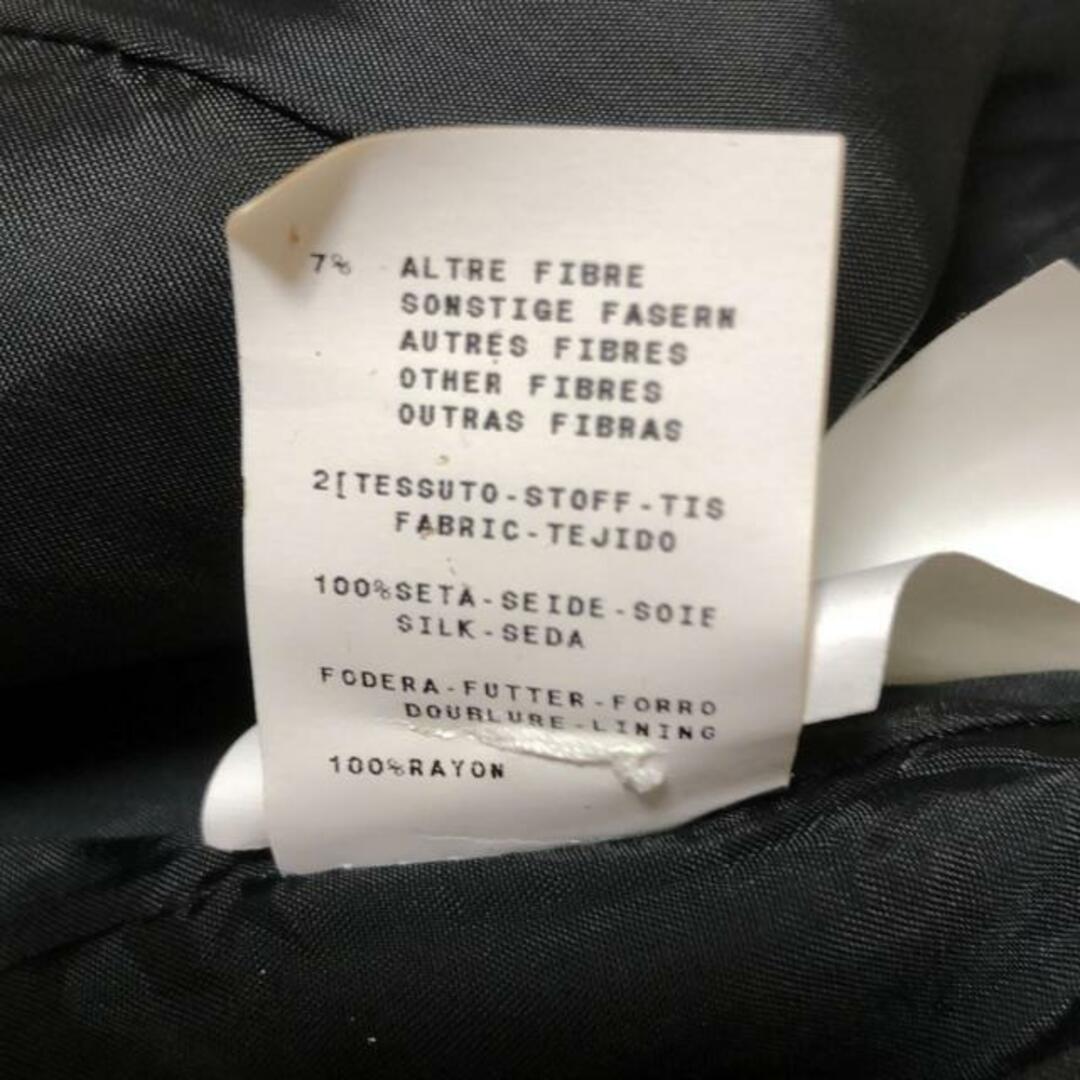 7% ALTRE FIBRE
SONSTIGE FASERN
AUTRES FIBRES
OTHER FIBRES
OUTRAS FIBRAS
2[TESSUTO-STOFF-TIS
FABRIC-TEJIDO
100%SETA-SEIDE-SOIE
SILK-SEDA
FODERA-FUTTER-FORRO
DOUBLURE-LINING
100%RAYON